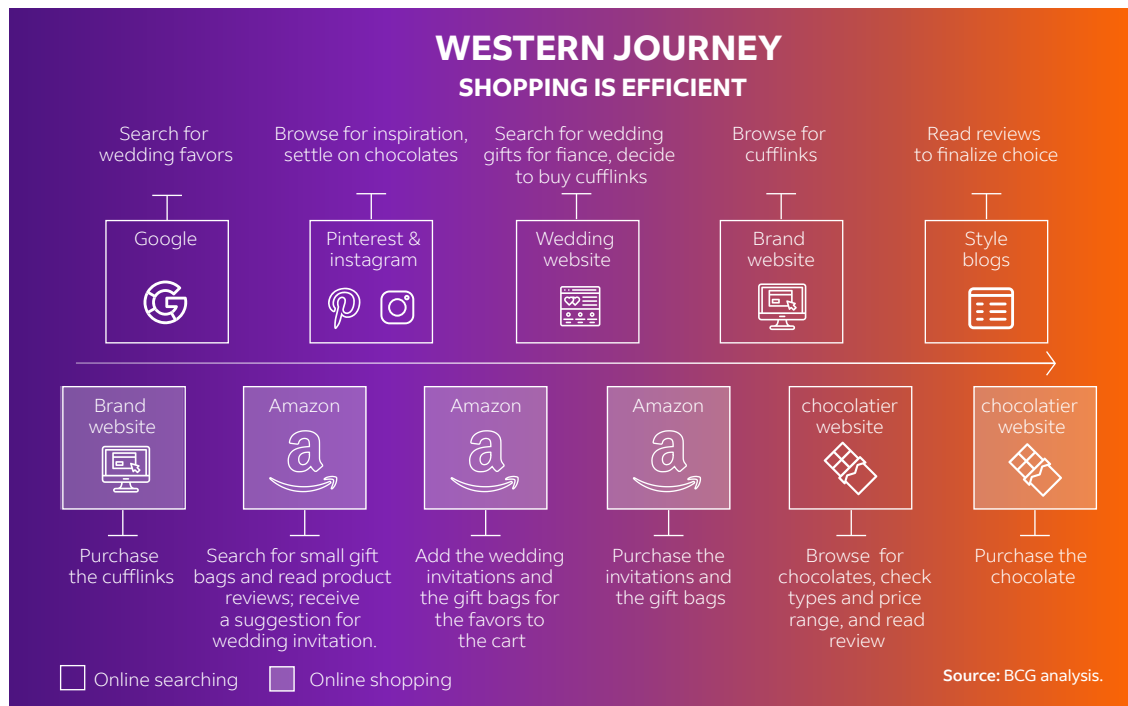 WESTERN JOURNEY
SHOPPING IS EFFICIENT
Search for
wedding favors
Browse for inspiration,
settle on chocolates
Search for wedding
gifts for fiance, decide
to buy cufflinks
Browse for
cufflinks
Read reviews
to finalize choice
Google
Pinterest &
instagram
Wedding
website
Brand
website
Style
blogs
Brand
website
Amazon
a
Amazon
a
Amazon
a
chocolatier
website
chocolatier
website
Purchase
the cufflinks
Search for small gift
bags and read product
reviews; receive
a suggestion for
wedding invitation.
Add the wedding
invitations and
the gift bags for
the favors to
the cart
Purchase the
invitations and
the gift bags
Browse for
chocolates, check
types and price
range, and read
review
Purchase the
chocolate
Online searching
Online shopping
Source: BCG analysis.